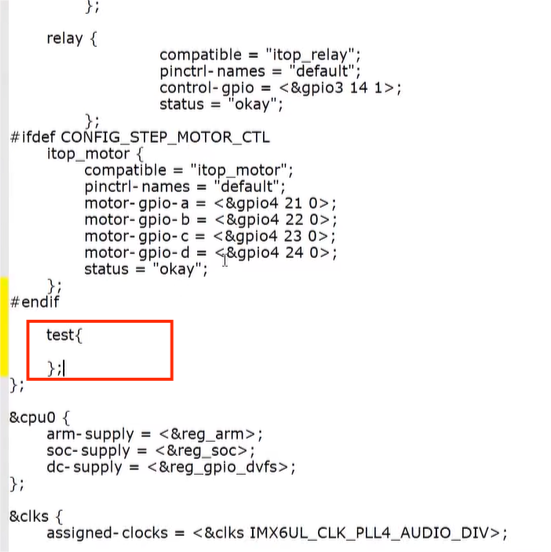 };
relay {
compatible = "itop_relay";
pinctrl-names = "default";
control-gpio = <&gpio3 14 1>;
status = "okay";
};
#ifdef CONFIG_STEP_MOTOR_CTL
itop_motor {
compatible = "itop_motor";
pinctrl-names = "default";
motor-gpio-a = <&gpio4 21 0>;
motor-gpio-b = <&gpio4 22 0>;
motor-gpio-c = <&gpio4 23 0>;
motor-gpio-d = <&gpio4 24 0>;
status = "okay";
};
#endif
test{
};
};
&cpu0 {
arm-supply = <&reg_arm>;
soc-supply = <&reg_soc>;
dc-supply = <&reg_gpio_dvfs>;
};
&clks {
assigned-clocks = <&clks IMX6UL_CLK_PLL4_AUDIO_DIV>;